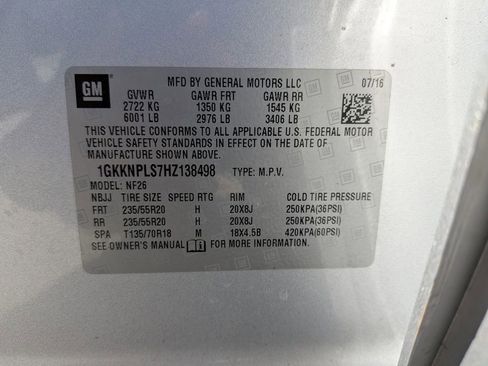 GM
MFD BY GENERAL MOTORS LLC 07/16
GVWR GAWR FRT GAWR RR
2722 KG 1350 KG 1545 KG
6001 LB 2976 LB 3406 LB
THIS VEHICLE CONFORMS TO ALL APPLICABLE U.S. FEDERAL MOTOR
VEHICLE SAFETY STANDARDS IN EFFECT ON THE DATE OF
MANUFACTURE SHOWN ABOVE.
1GKKNPLS7HZ138498 TYPE: M.P.V.
MODEL: NF26
NBJJ TIRE SIZE SPEED RTG RIM COLD TIRE PRESSURE
FRT 235/55R20 H 20X8J 250KPA(36PSI)
RR 235/55R20 H 20X8J 250KPA(36PSI)
SPA T135/70R18 M 18X4.5B 420KPA(60PSI)
SEE OWNER'S MANUAL FOR MORE INFORMATION